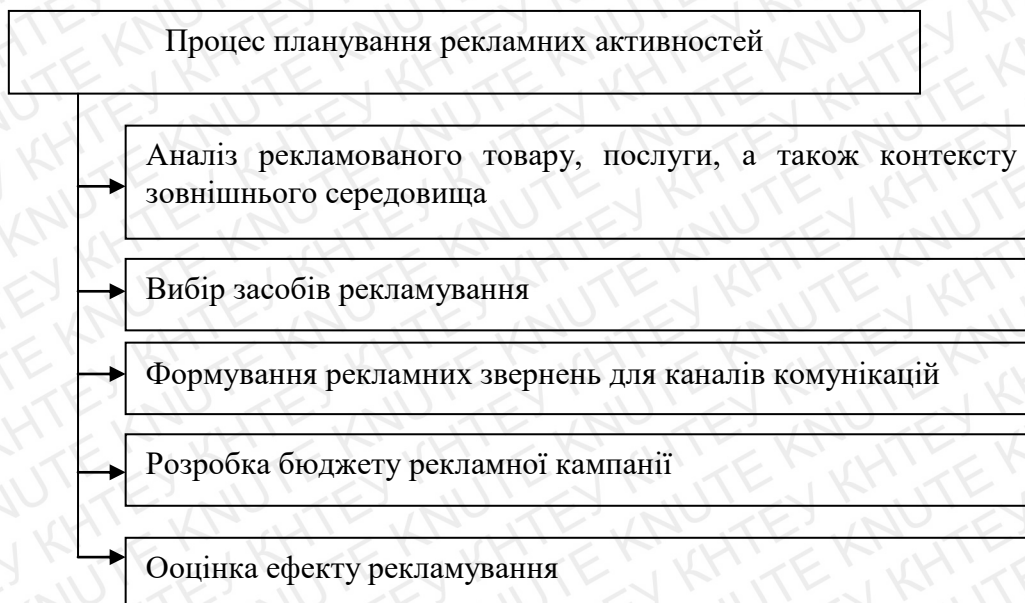 Процес планування рекламних активностей
Аналіз рекламованого товару, послуги, а також контексту
зовнішнього середовища
Вибір засобів рекламування
Формування рекламних звернень для каналів комунікацій
Розробка бюджету рекламної кампанії
Ооцінка ефекту рекламування